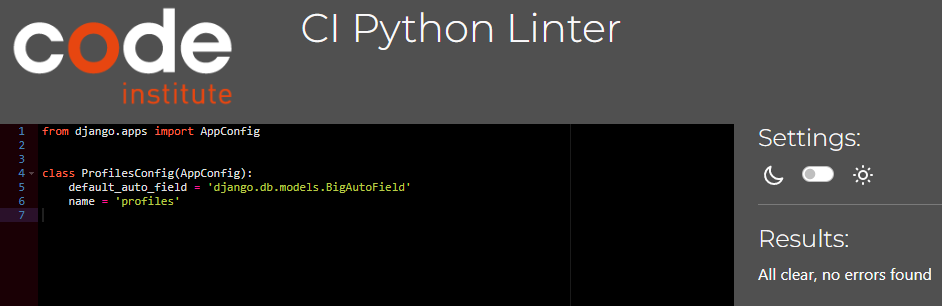 code
institute
CI Python Linter
1 from django.apps import AppConfig
2
3
4 class ProfilesConfig(AppConfig):
5     default_auto_field = 'django.db.models.BigAutoField'
6     name = 'profiles'
7
Settings:
Results:
All clear, no errors found